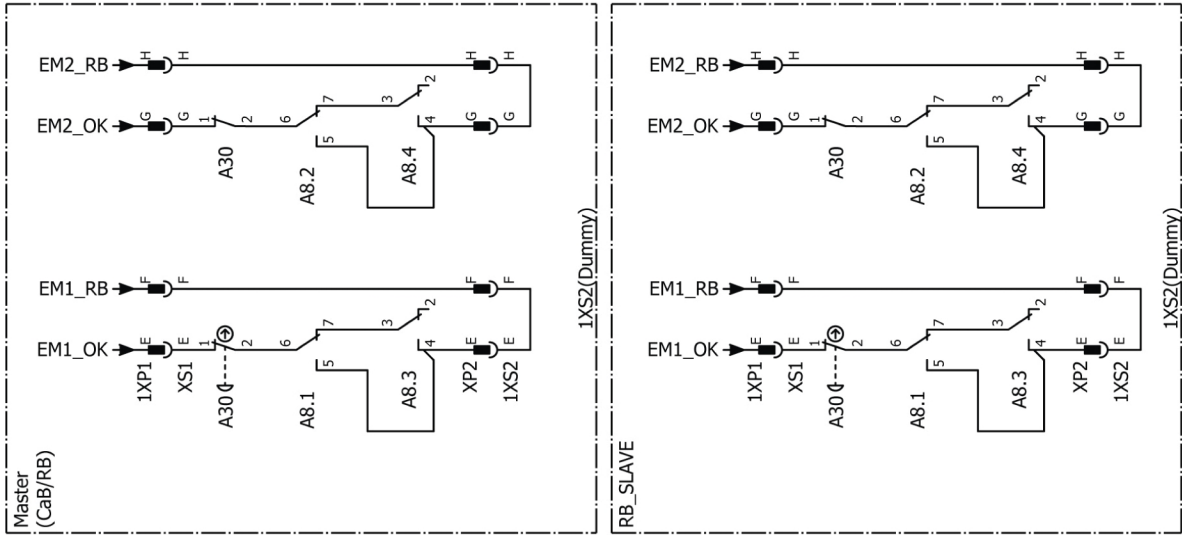 EM2_RB
H
H
H
H
EM2_OK
G
G
1
2
6
7
5
3
2
4
G
G
A30
A8.2
A8.4
EM1_RB
F
F
F
F
EM1_OK
E
E
1
2
6
7
5
3
2
4
E
E
1XP1
XS1
A30
A8.1
A8.3
XP2
1XS2
1XS2(Dummy)
Master
(CaB/RB)
EM2_RB
H
H
H
H
EM2_OK
G
G
1
2
6
7
5
3
2
4
G
G
A30
A8.2
A8.4
EM1_RB
F
F
F
F
EM1_OK
E
E
1
2
6
7
5
3
2
4
E
E
1XP1
XS1
A30
A8.1
A8.3
XP2
1XS2
1XS2(Dummy)
RB_SLAVE